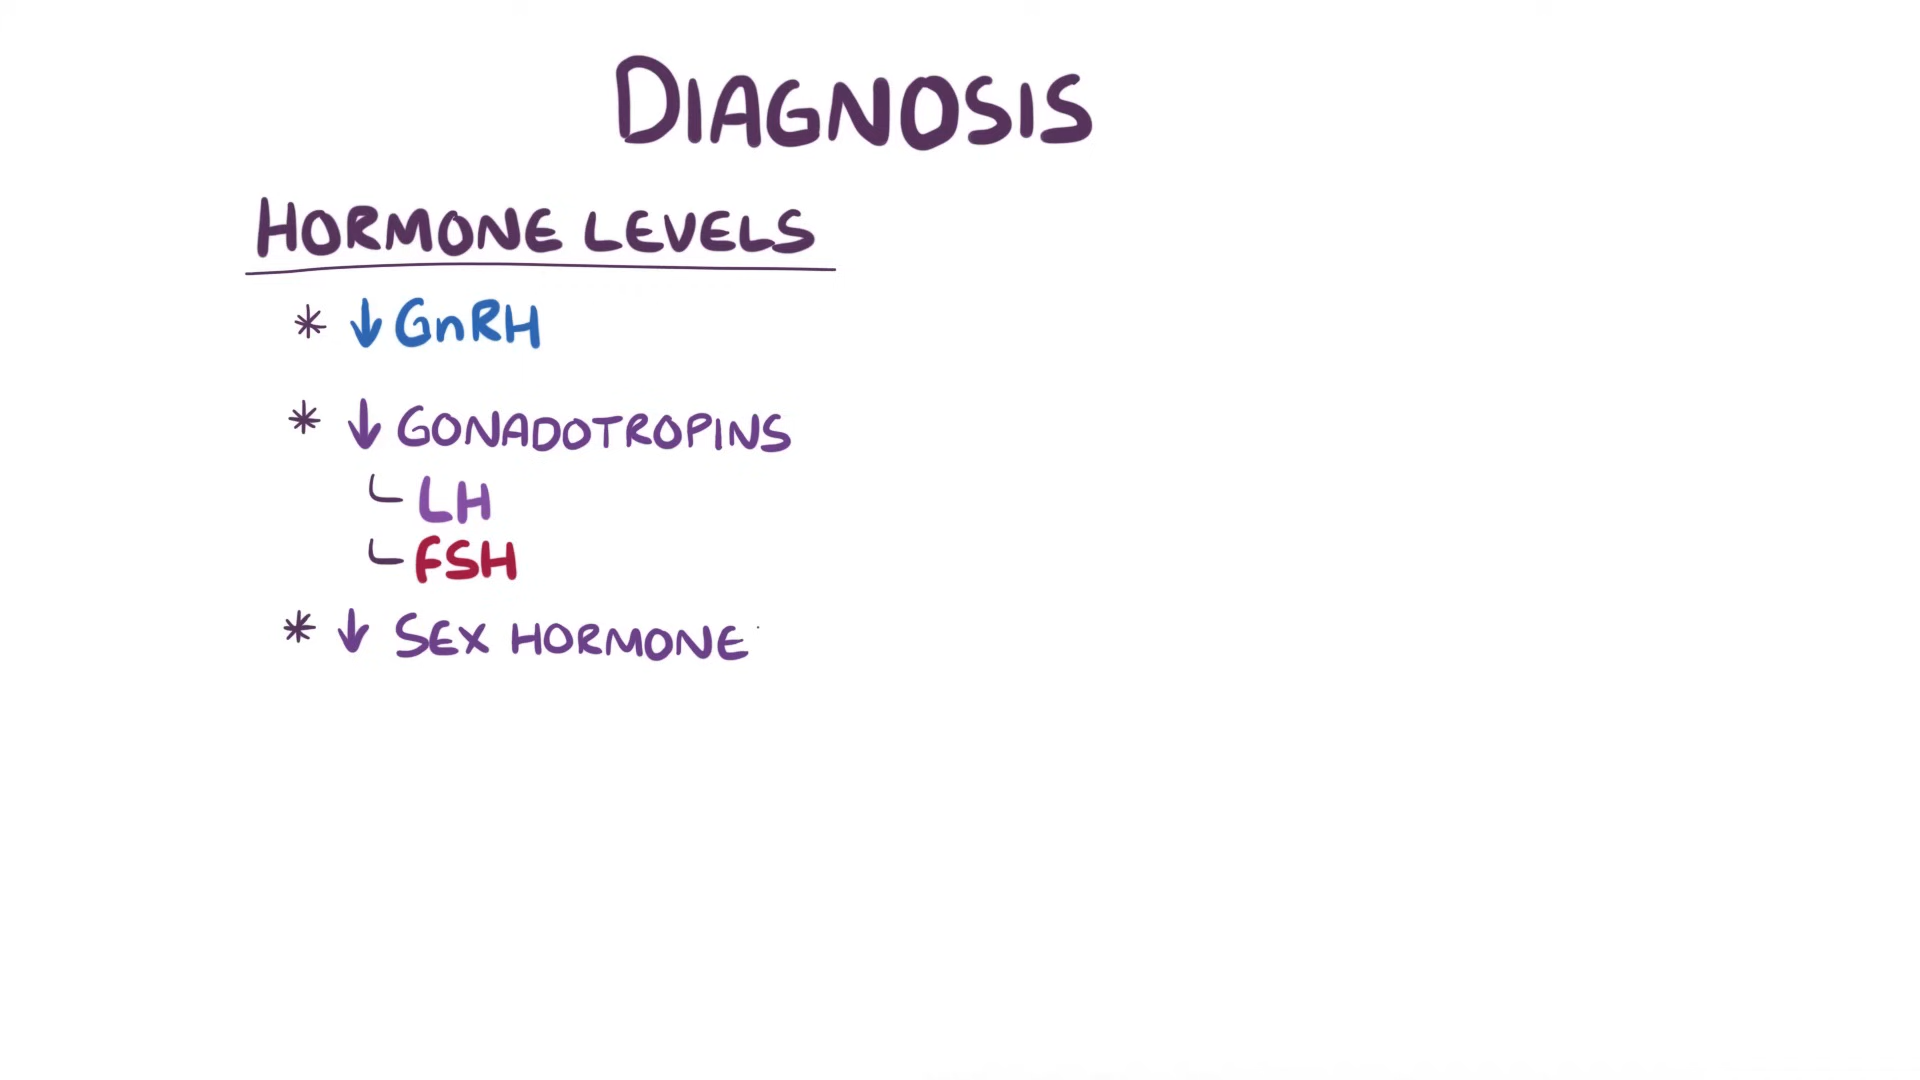 DIAGNOSIS
HORMONE LEVELS
* ↓ GnRH
* ↓ GONADOTROPINS
LH
FSH
* ↓ SEX HORMONE